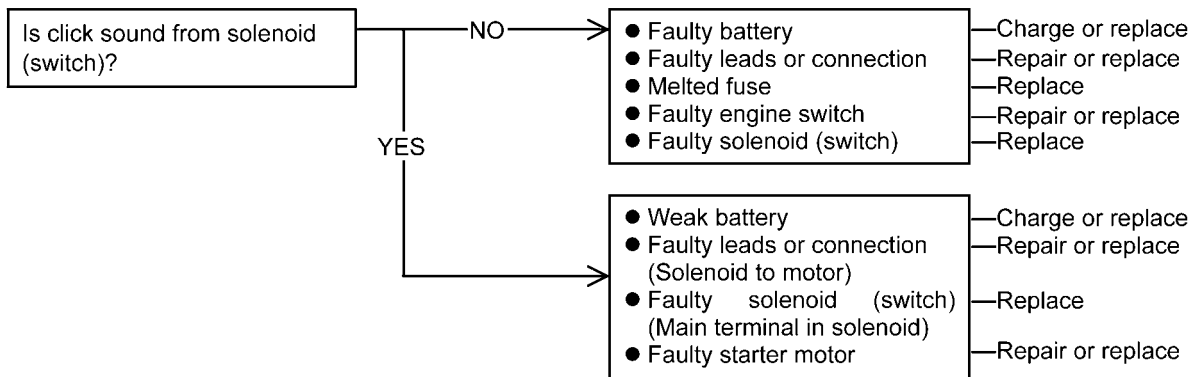 Is click sound from solenoid
(switch)?
NO
● Faulty battery
—Charge or replace
● Faulty leads or connection
—Repair or replace
● Melted fuse
—Replace
● Faulty engine switch
—Repair or replace
● Faulty solenoid (switch)
—Replace
YES
● Weak battery
—Charge or replace
● Faulty leads or connection
—Repair or replace
(Solenoid to motor)
● Faulty solenoid (switch)
—Replace
(Main terminal in solenoid)
● Faulty starter motor
—Repair or replace